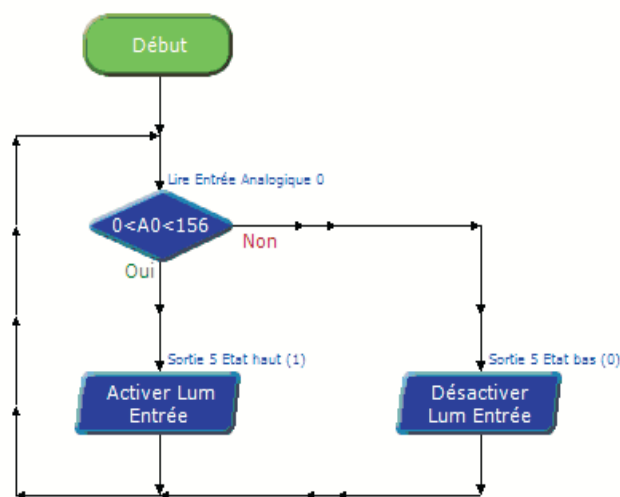 Début
Lire Entrée Analogique 0
0<A0<156
Non
Oui
Sortie 5 Etat haut (1)
Activer Lum
Entrée
Sortie 5 Etat bas (0)
Désactiver
Lum Entrée